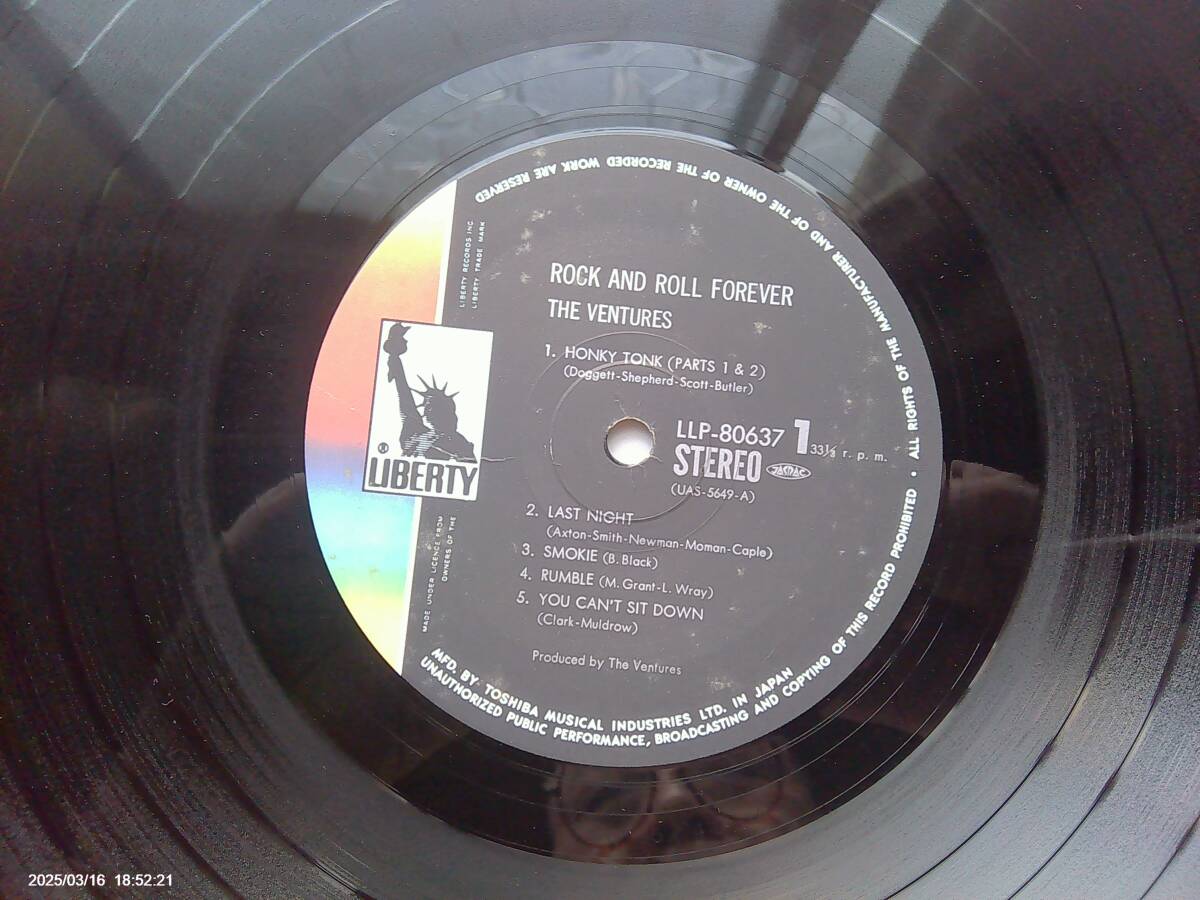 ROCK AND ROLL FOREVER
THE VENTURES
1. HONKY TONK (PARTS 1 & 2)
(Doggett-Shepherd-Scott-Butler)
LLP-80637 1 33⅓ r. p. m.
STEREO JASRAC
(UAS-5649-A)
2. LAST NIGHT
(Axton-Smith-Newman-Moman-Caple)
3. SMOKIE (B. Black)
4. RUMBLE (M. Grant-L. Wray)
5. YOU CAN'T SIT DOWN
(Clark-Muldrow)
Produced by The Ventures
® LIBERTY
LIBERTY RECORDS INC
LIBERTY TRADE MARK
MADE UNDER LICENCE FROM
OWNERS OF THE
MFD. BY TOSHIBA MUSICAL INDUSTRIES LTD. IN JAPAN
UNAUTHORIZED PUBLIC PERFORMANCE, BROADCASTING AND COPYING OF THIS RECORD PROHIBITED • ALL RIGHTS OF THE MANUFACTURER AND OF THE OWNER OF THE RECORDED WORK ARE RESERVED
2025/03/16 18:52:21